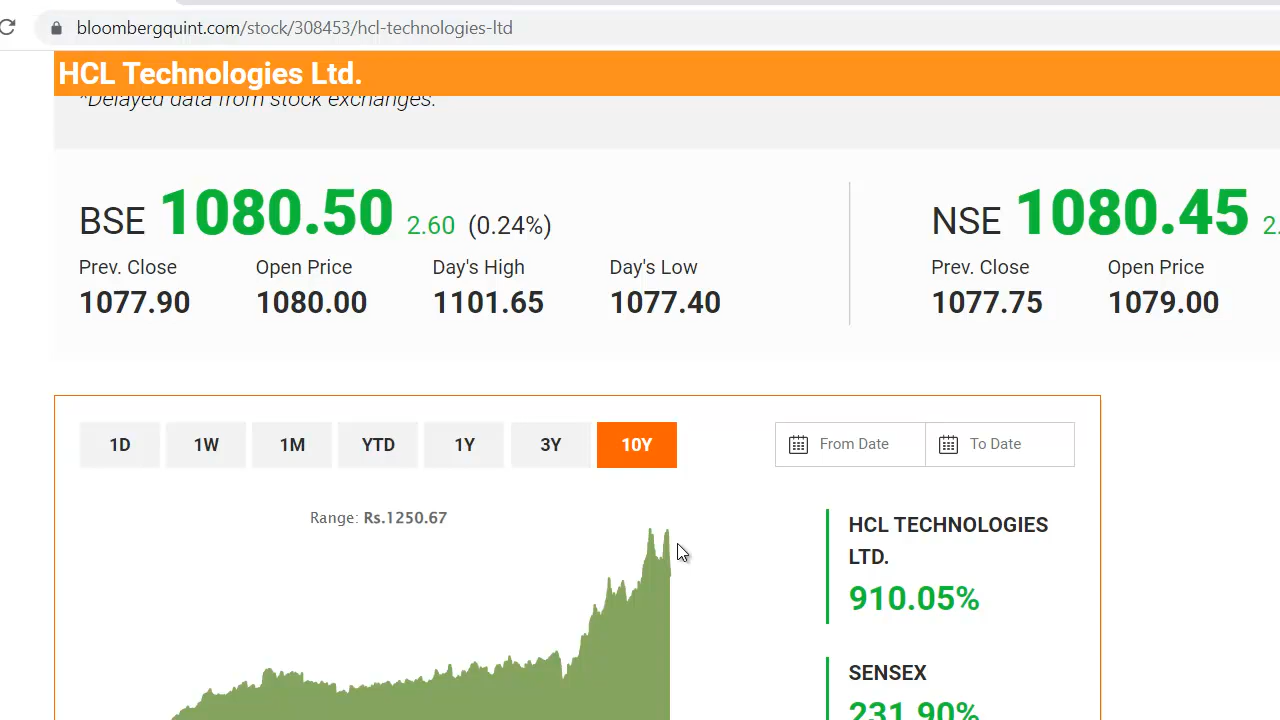 bloombergquint.com/stock/308453/hcl-technologies-ltd
HCL Technologies Ltd.
*Delayed data from stock exchanges.
BSE 1080.50 2.60 (0.24%)
Prev. Close Open Price Day's High Day's Low
1077.90 1080.00 1101.65 1077.40
NSE 1080.45 2.
Prev. Close Open Price
1077.75 1079.00
1D 1W 1M YTD 1Y 3Y 10Y
From Date To Date
Range: Rs.1250.67
HCL TECHNOLOGIES
LTD.
910.05%
SENSEX
231.90%